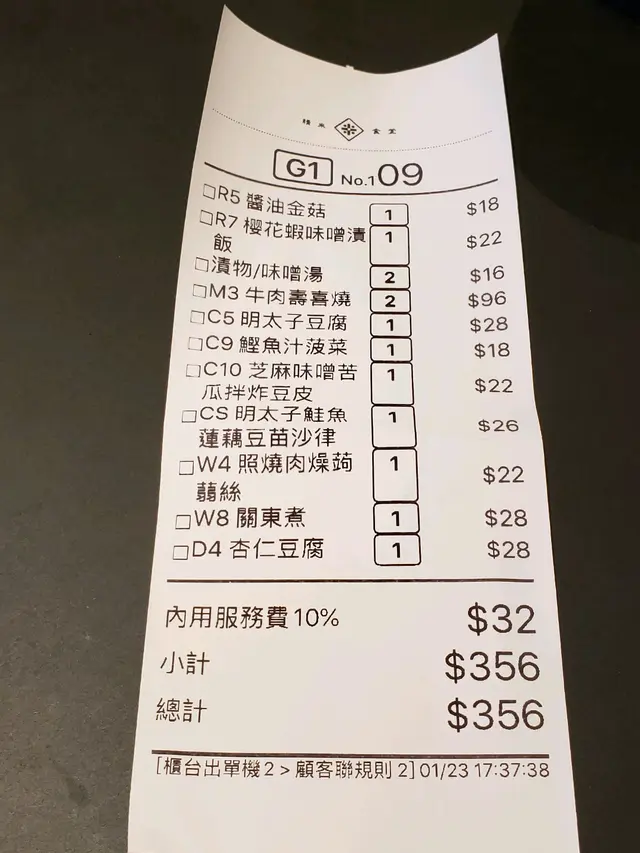 食堂
G1 No.109
□R5 醬油金菇 1 $18
□R7 櫻花蝦味噌漬 1 $22
飯
□漬物/味噌湯 2 $16
□M3 牛肉壽喜燒 2 $96
□C5 明太子豆腐 1 $28
□C9 鰹魚汁菠菜 1 $18
□C10 芝麻味噌苦 1 $22
瓜拌炸豆皮
□CS 明太子鮭魚 1 $26
蓮藕豆苗沙律
□W4 照燒肉燥蒟 1 $22
蒻絲
□W8 關東煮 1 $28
□D4 杏仁豆腐 1 $28
內用服務費10% $32
小計 $356
總計 $356
[櫃台出單機2 > 顧客聯規則 2] 01/23 17:37:38